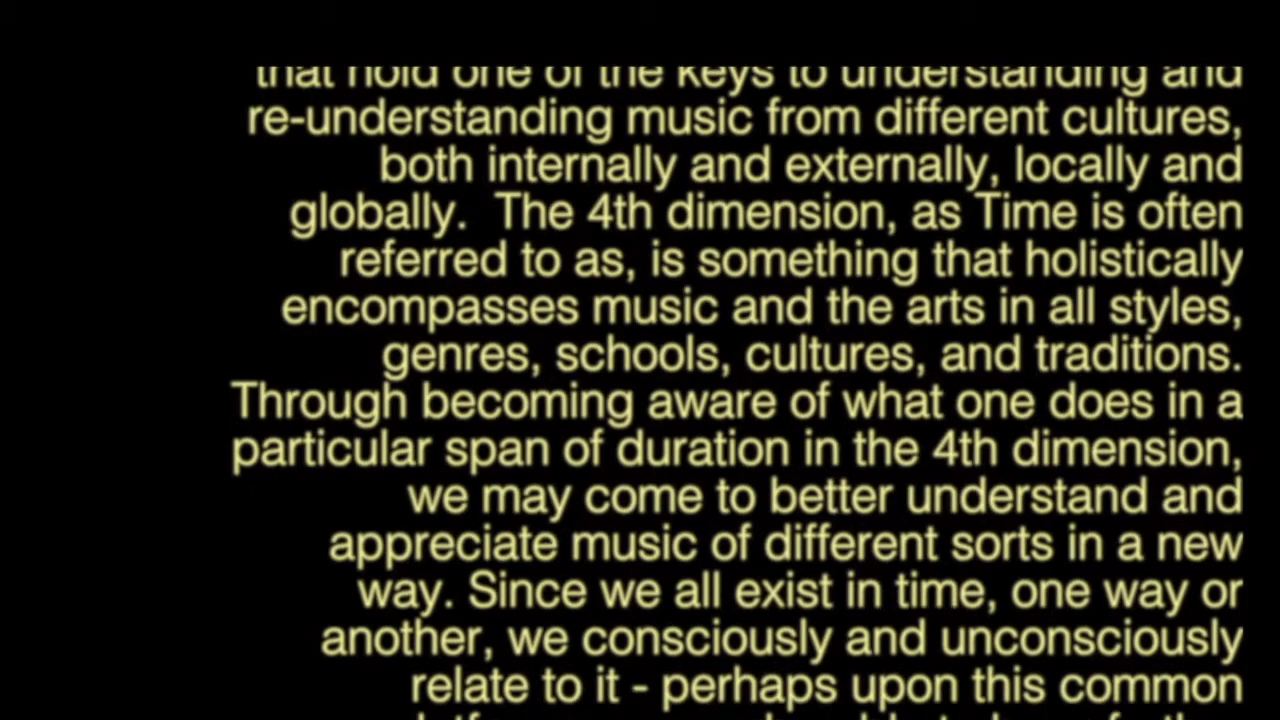 that hold one of the keys to understanding and
re-understanding music from different cultures,
both internally and externally, locally and
globally.  The 4th dimension, as Time is often
referred to as, is something that holistically
encompasses music and the arts in all styles,
genres, schools, cultures, and traditions.
Through becoming aware of what one does in a
particular span of duration in the 4th dimension,
we may come to better understand and
appreciate music of different sorts in a new
way. Since we all exist in time, one way or
another, we consciously and unconsciously
relate to it - perhaps upon this common